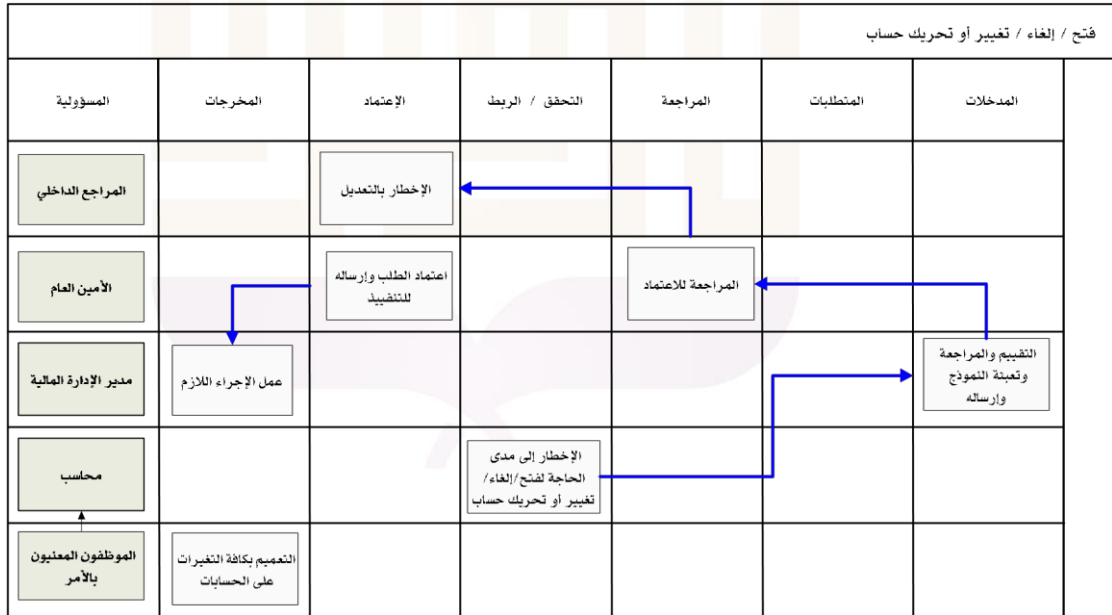 فتح / إلغاء / تغيير أو تحريك حساب
المدخلات
المتطلبات
المراجعة
التحقق / الربط
الإعتماد
المخرجات
المسؤولية
الإخطار بالتعديل
المراجع الداخلي
المراجعة للاعتماد
اعتماد الطلب وإرساله
للتنفييذ
الأمين العام
التقييم والمراجعة
وتعبئة النموذج
وإرساله
عمل الإجراء اللازم
مدير الإدارة المالية
الإخطار إلى مدى
الحاجة لفتح/إلغاء/
تغيير أو تحريك حساب
محاسب
التعميم بكافة التغيرات
على الحسابات
الموظفون المعنيون
بالأمر